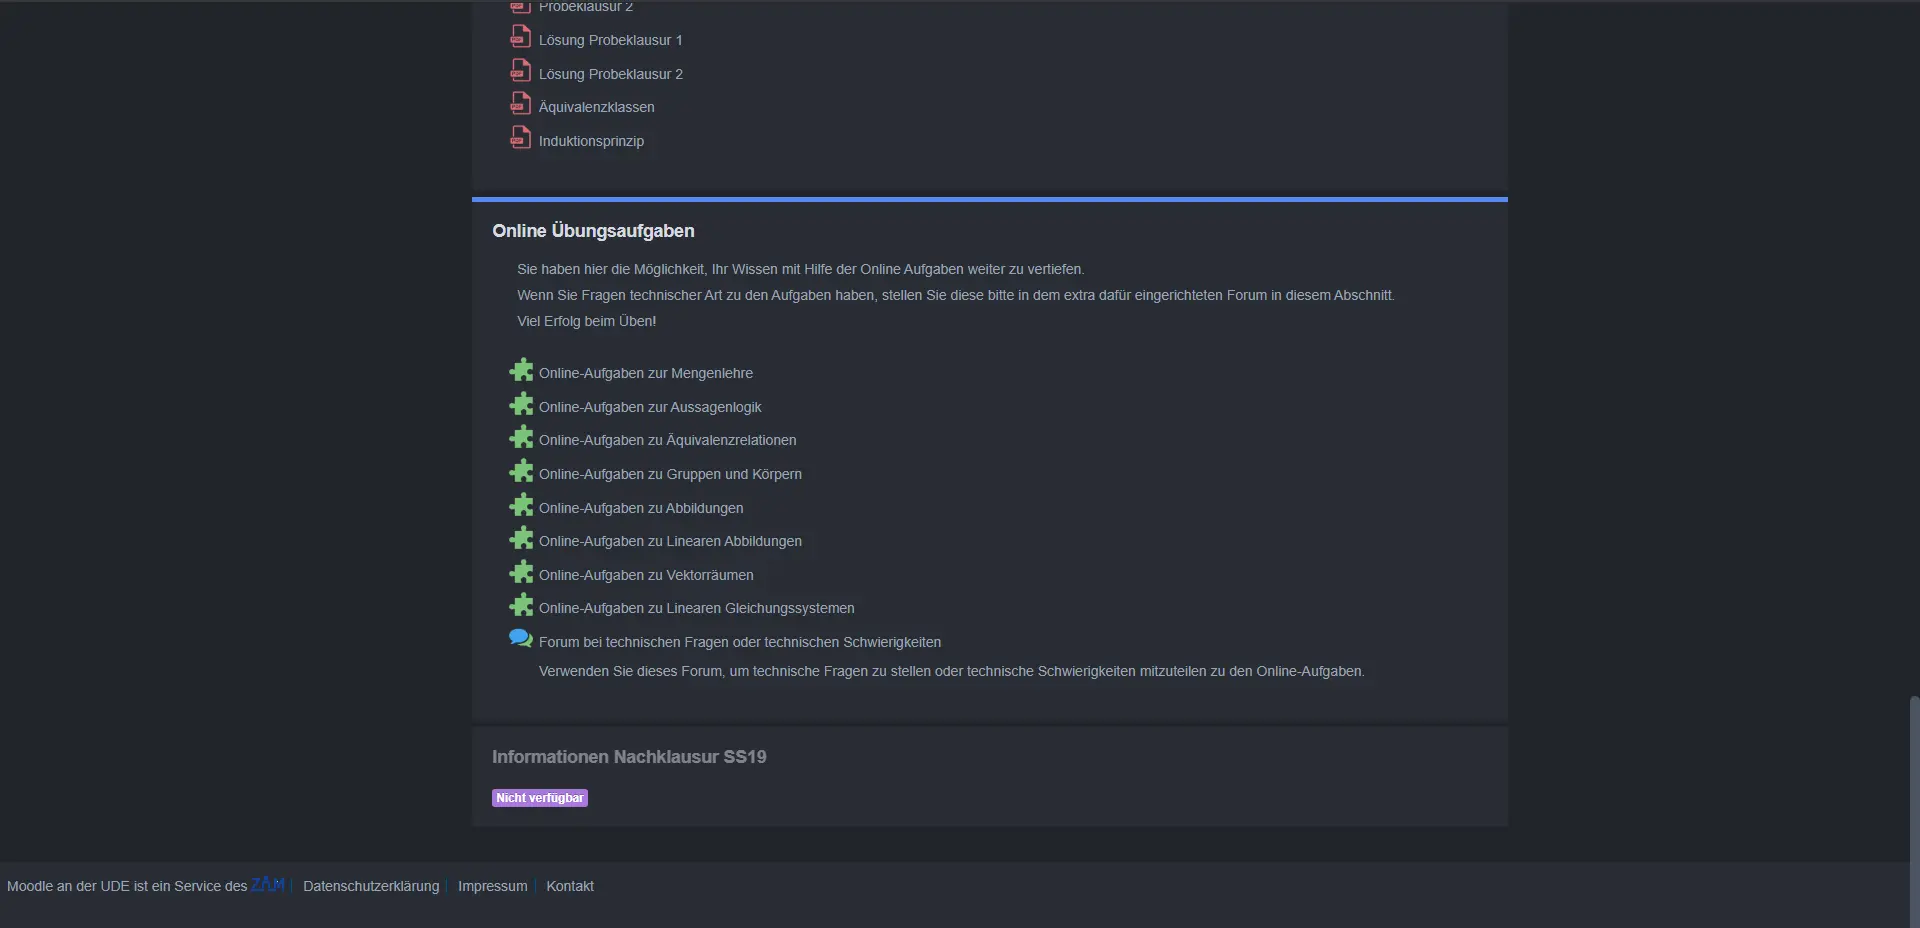 Probeklausur 2
Lösung Probeklausur 1
Lösung Probeklausur 2
Äquivalenzklassen
Induktionsprinzip
Online Übungsaufgaben
Sie haben hier die Möglichkeit, Ihr Wissen mit Hilfe der Online Aufgaben weiter zu vertiefen.
Wenn Sie Fragen technischer Art zu den Aufgaben haben, stellen Sie diese bitte in dem extra dafür eingerichteten Forum in diesem Abschnitt.
Viel Erfolg beim Üben!
Online-Aufgaben zur Mengenlehre
Online-Aufgaben zur Aussagenlogik
Online-Aufgaben zu Äquivalenzrelationen
Online-Aufgaben zu Gruppen und Körpern
Online-Aufgaben zu Abbildungen
Online-Aufgaben zu Linearen Abbildungen
Online-Aufgaben zu Vektorräumen
Online-Aufgaben zu Linearen Gleichungssystemen
Forum bei technischen Fragen oder technischen Schwierigkeiten
Verwenden Sie dieses Forum, um technische Fragen zu stellen oder technische Schwierigkeiten mitzuteilen zu den Online-Aufgaben.
Informationen Nachklausur SS19
Nicht verfügbar
Moodle an der UDE ist ein Service des ZIM | Datenschutzerklärung | Impressum | Kontakt